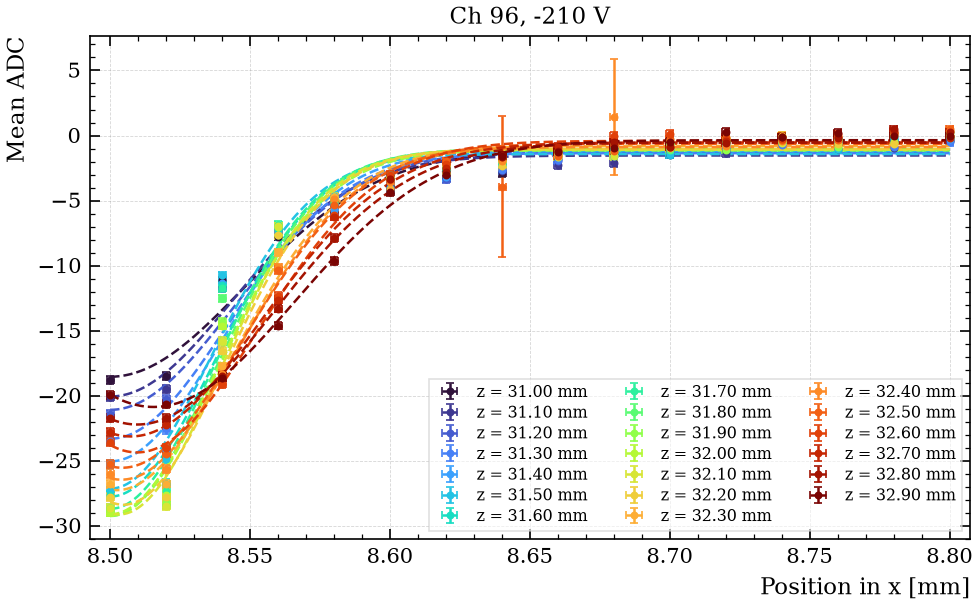 Ch 96, -210 V
Mean ADC
5
0
−5
−10
−15
−20
−25
−30
z = 31.00 mm
z = 31.10 mm
z = 31.20 mm
z = 31.30 mm
z = 31.40 mm
z = 31.50 mm
z = 31.60 mm
z = 31.70 mm
z = 31.80 mm
z = 31.90 mm
z = 32.00 mm
z = 32.10 mm
z = 32.20 mm
z = 32.30 mm
z = 32.40 mm
z = 32.50 mm
z = 32.60 mm
z = 32.70 mm
z = 32.80 mm
z = 32.90 mm
8.50 8.55 8.60 8.65 8.70 8.75 8.80
Position in x [mm]